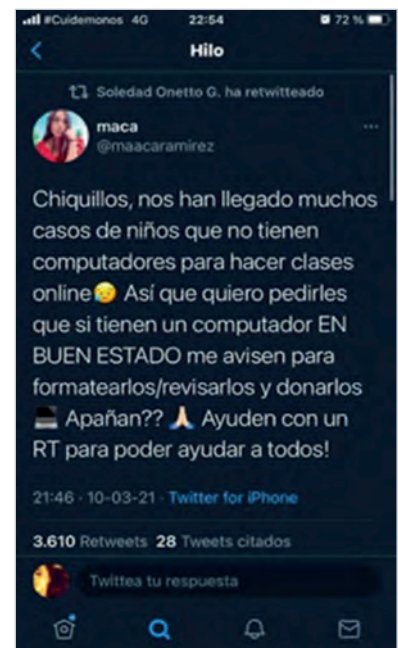 #Cuidemonos 4G 22:54 72 %
Hilo
Soledad Onetto G. ha retwitteado
maca
@maacaramirez
Chiquillos, nos han llegado muchos
casos de niños que no tienen
computadores para hacer clases
online😥 Así que quiero pedirles
que si tienen un computador EN
BUEN ESTADO me avisen para
formatearlos/revisarlos y donarlos
💻 Apañan?? 🙏🏻 Ayuden con un
RT para poder ayudar a todos!
21:46 · 10-03-21 · Twitter for iPhone
3.610 Retweets 28 Tweets citados
Twittea tu respuesta